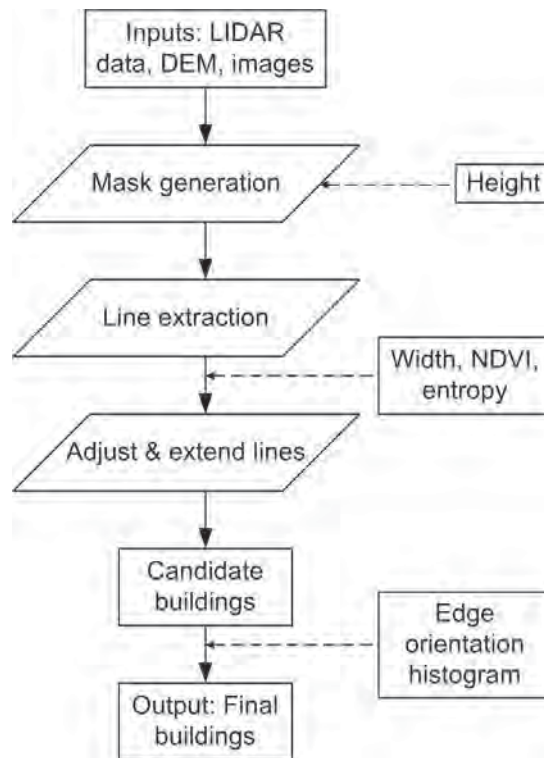 Inputs: LIDAR
data, DEM, images
Mask generation
Height
Line extraction
Width, NDVI,
entropy
Adjust & extend lines
Candidate
buildings
Edge
orientation
histogram
Output: Final
buildings